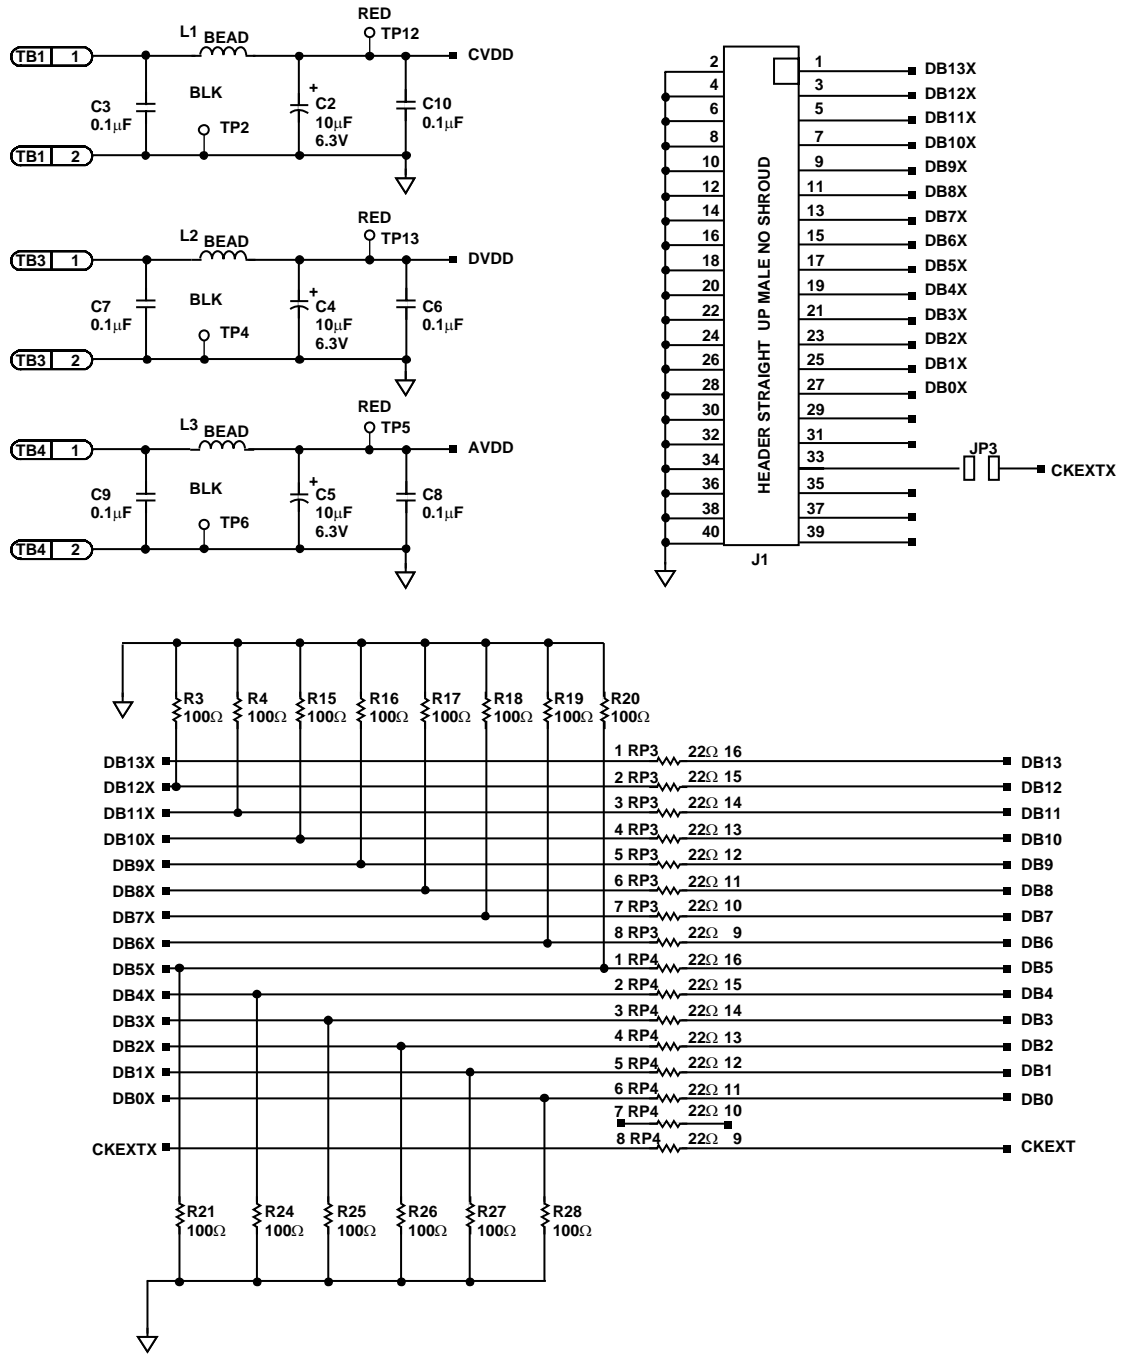 RED
TP12
L1 BEAD
TB1 1
CVDD
C3
0.1µF
BLK
TP2
+
C2
10µF
6.3V
C10
0.1µF
TB1 2
RED
TP13
L2 BEAD
TB3 1
DVDD
C7
0.1µF
BLK
TP4
+
C4
10µF
6.3V
C6
0.1µF
TB3 2
RED
TP5
L3 BEAD
TB4 1
AVDD
C9
0.1µF
BLK
TP6
+
C5
10µF
6.3V
C8
0.1µF
TB4 2
2 1 DB13X
4 3 DB12X
6 5 DB11X
8 7 DB10X
10 9 DB9X
12 11 DB8X
14 13 DB7X
16 15 DB6X
18 17 DB5X
20 19 DB4X
22 21 DB3X
24 23 DB2X
26 25 DB1X
28 27 DB0X
30 29
32 31
34 33 JP3 CKEXTX
36 35
38 37
40 39
HEADER STRAIGHT UP MALE NO SHROUD
J1
R3 R4 R15 R16 R17 R18 R19 R20
100Ω 100Ω 100Ω 100Ω 100Ω 100Ω 100Ω 100Ω
DB13X 1 RP3 22Ω 16 DB13
DB12X 2 RP3 22Ω 15 DB12
DB11X 3 RP3 22Ω 14 DB11
DB10X 4 RP3 22Ω 13 DB10
DB9X 5 RP3 22Ω 12 DB9
DB8X 6 RP3 22Ω 11 DB8
DB7X 7 RP3 22Ω 10 DB7
DB6X 8 RP3 22Ω 9 DB6
DB5X 1 RP4 22Ω 16 DB5
DB4X 2 RP4 22Ω 15 DB4
DB3X 3 RP4 22Ω 14 DB3
DB2X 4 RP4 22Ω 13 DB2
DB1X 5 RP4 22Ω 12 DB1
DB0X 6 RP4 22Ω 11 DB0
7 RP4 22Ω 10
CKEXTX 8 RP4 22Ω 9 CKEXT
R21 R24 R25 R26 R27 R28
100Ω 100Ω 100Ω 100Ω 100Ω 100Ω